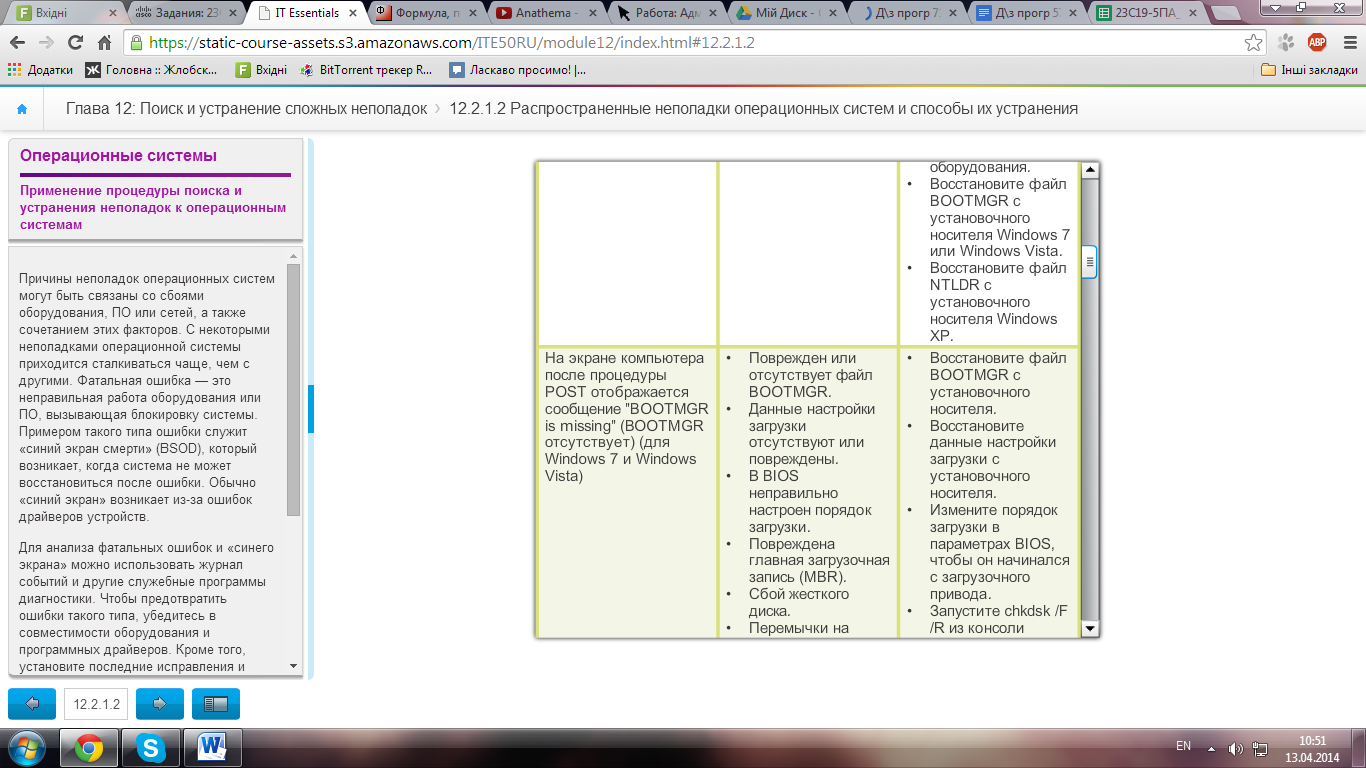 Вхідні
Задания: 23С
IT Essentials
Формула, п
Anathema -
Работа: Адм
Мій Диск - G
Д\з прогр 7
Д\з прогр 5
23С19-5ПА_
https://static-course-assets.s3.amazonaws.com/ITE50RU/module12/index.html#12.2.1.2
ABP
Додатки
Головна :: Жлобск...
Вхідні
BitTorrent трекер R...
Ласкаво просимо! |...
Інші закладки
Глава 12: Поиск и устранение сложных неполадок
12.2.1.2 Распространенные неполадки операционных систем и способы их устранения
Операционные системы
Применение процедуры поиска и
устранения неполадок к операционным
системам
Причины неполадок операционных систем
могут быть связаны со сбоями
оборудования, ПО или сетей, а также
сочетанием этих факторов. С некоторыми
неполадками операционной системы
приходится сталкиваться чаще, чем с
другими. Фатальная ошибка — это
неправильная работа оборудования или
ПО, вызывающая блокировку системы.
Примером такого типа ошибки служит
«синий экран смерти» (BSOD), который
возникает, когда система не может
восстановиться после ошибки. Обычно
«синий экран» возникает из-за ошибок
драйверов устройств.
Для анализа фатальных ошибок и «синего
экрана» можно использовать журнал
событий и другие служебные программы
диагностики. Чтобы предотвратить
ошибки такого типа, убедитесь в
совместимости оборудования и
программных драйверов. Кроме того,
установите последние исправления и
оборудования.
• Восстановите файл
BOOTMGR с
установочного
носителя Windows 7
или Windows Vista.
• Восстановите файл
NTLDR с
установочного
носителя Windows
XP.
На экране компьютера
после процедуры
POST отображается
сообщение "BOOTMGR
is missing" (BOOTMGR
отсутствует) (для
Windows 7 и Windows
Vista)
• Поврежден или
отсутствует файл
BOOTMGR.
• Данные настройки
загрузки
отсутствуют или
повреждены.
• В BIOS
неправильно
настроен порядок
загрузки.
• Повреждена
главная загрузочная
запись (MBR).
• Сбой жесткого
диска.
• Перемычки на
• Восстановите файл
BOOTMGR с
установочного
носителя.
• Восстановите
данные настройки
загрузки с
установочного
носителя.
• Измените порядок
загрузки в
параметрах BIOS,
чтобы он начинался
с загрузочного
привода.
• Запустите chkdsk /F
/R из консоли
12.2.1.2
EN
10:51
13.04.2014